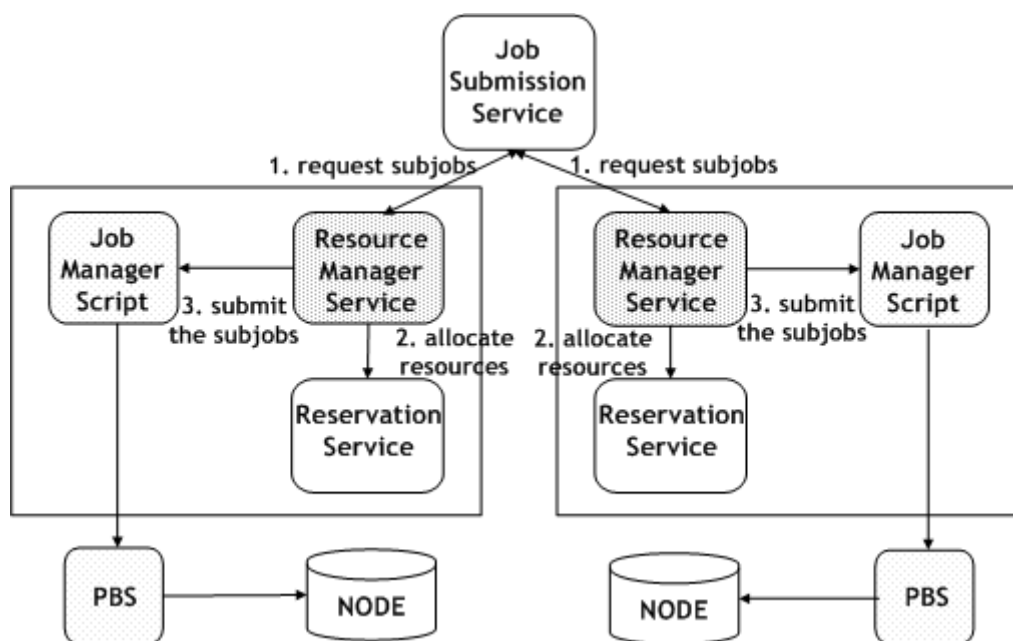 Job
Submission
Service
1. request subjobs
1. request subjobs
Job
Manager
Script
Resource
Manager
Service
3. submit
the subjobs
2. allocate
resources
Reservation
Service
PBS
NODE
Resource
Manager
Service
Job
Manager
Script
3. submit
the subjobs
2. allocate
resources
Reservation
Service
NODE
PBS